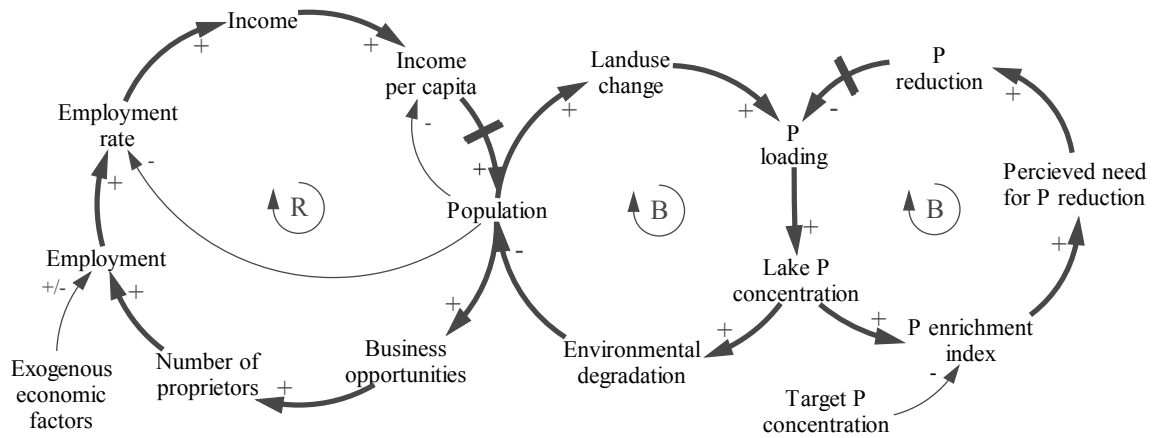 Income
+
+
Income
per capita
-
+
Employment
rate
+
-
R
Population
-
+
Employment
+/-
+
Exogenous
economic
factors
Number of
proprietors
+
Business
opportunities
Landuse
change
+
+
P
loading
B
+
Lake P
concentration
+
+
Environmental
degradation
P
reduction
-
+
Percieved need
for P reduction
B
+
P enrichment
index
-
Target P
concentration